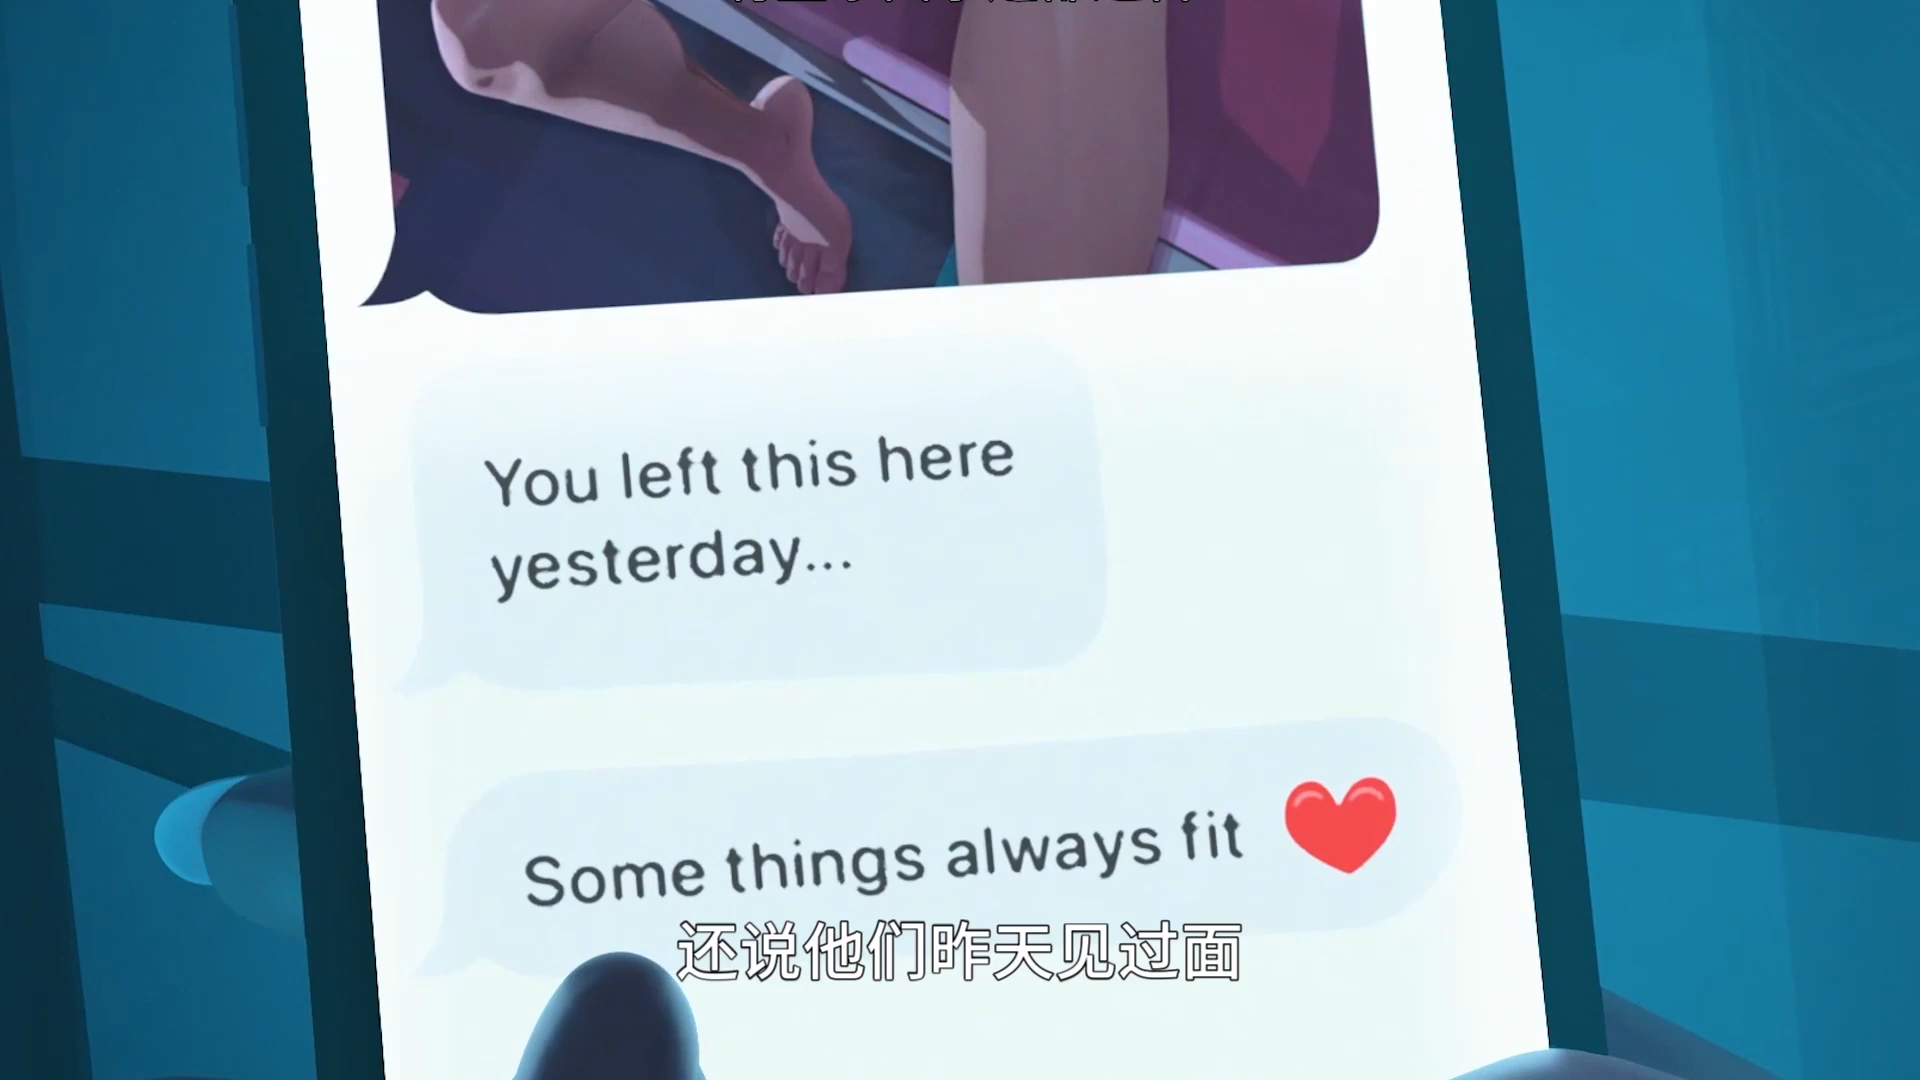 You left this here
yesterday...
Some things always fit ❤️
还说他们昨天见过面